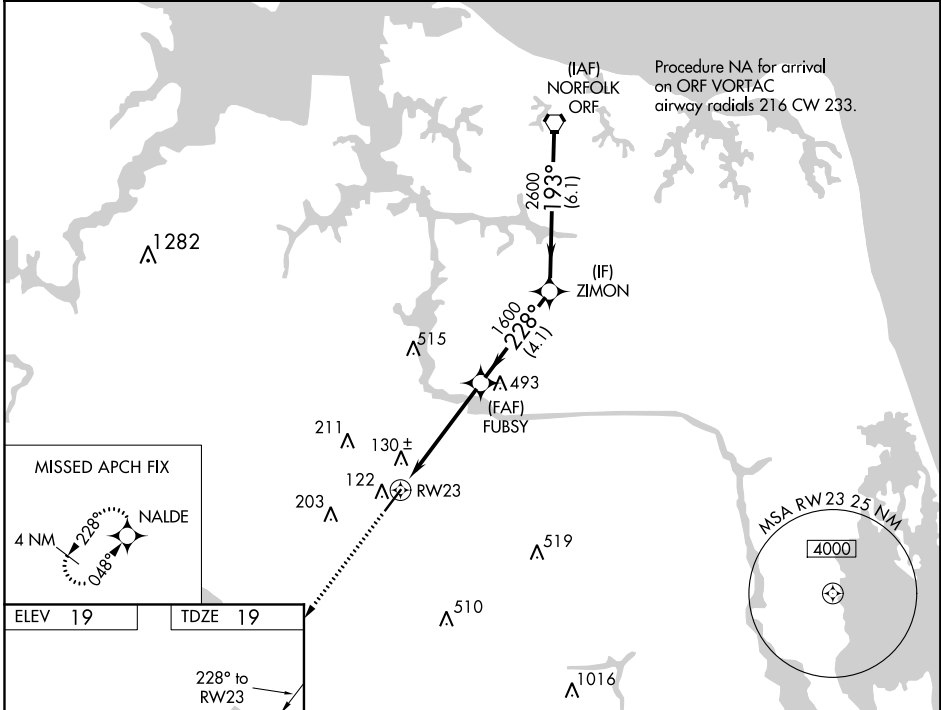 (IAF)
NORFOLK
ORF
Procedure NA for arrival
on ORF VORTAC
airway radials 216 CW 233.
2600
193°
(6.1)
1282
(IF)
ZIMON
1600
228°
(4.1)
515
493
(FAF)
FUBSY
211
130 ±
122
RW23
203
MISSED APCH FIX
NALDE
4 NM
228°
048°
MSA RW23 25 NM
4000
519
510
1016
ELEV 19
TDZE 19
228° to
RW23